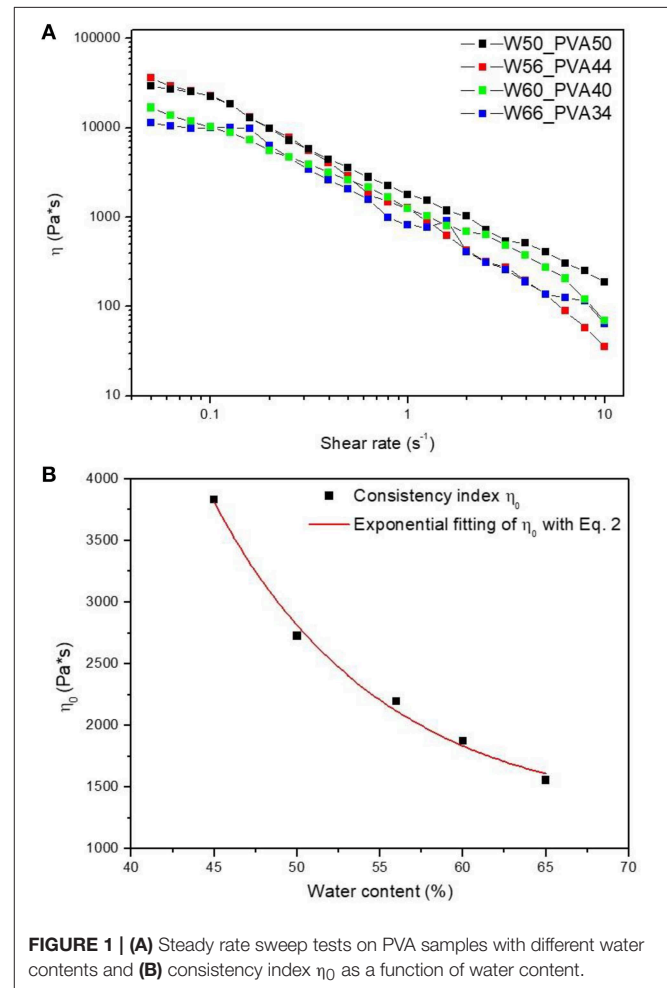 A
100000
10000
1000
100
10
η (Pa*s)
W50_PVA50
W56_PVA44
W60_PVA40
W66_PVA34
0.1 1 10
Shear rate (s⁻¹)
B
4000
3500
3000
2500
2000
1500
1000
η₀ (Pa*s)
Consistency index η₀
Exponential fitting of η₀ with Eq. 2
40 45 50 55 60 65 70
Water content (%)
FIGURE 1 | (A) Steady rate sweep tests on PVA samples with different water
contents and (B) consistency index η0 as a function of water content.